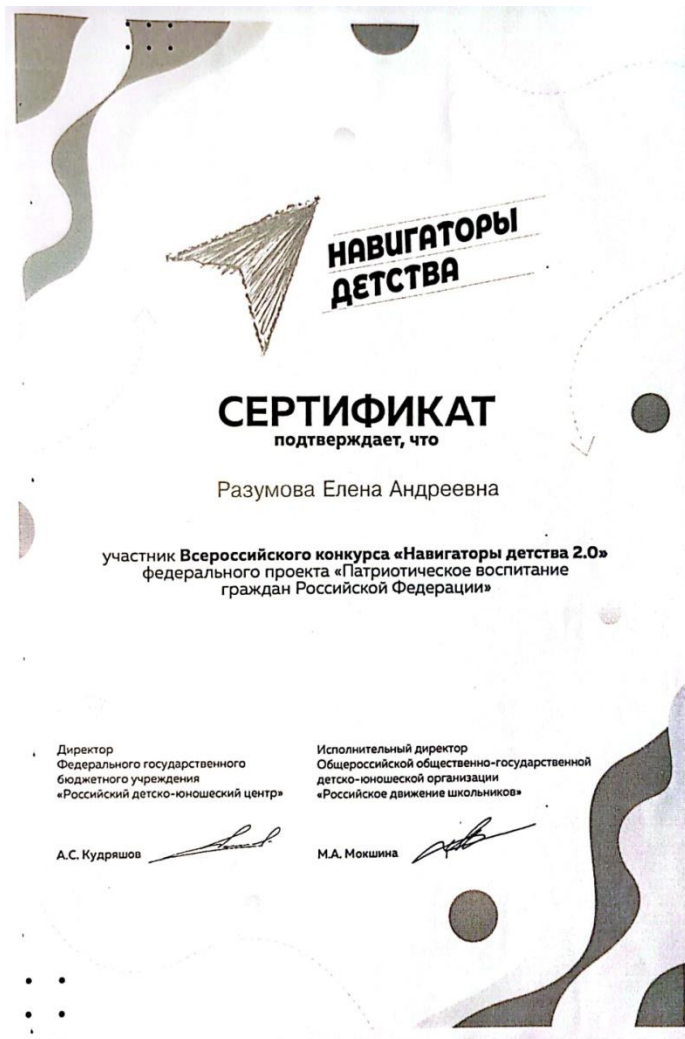 НАВИГАТОРЫ
ДЕТСТВА
СЕРТИФИКАТ
подтверждает, что
Разумова Елена Андреевна
участник Всероссийского конкурса «Навигаторы детства 2.0»
федерального проекта «Патриотическое воспитание
граждан Российской Федерации»
Директор
Федерального государственного
бюджетного учреждения
«Российский детско-юношеский центр»
А.С. Кудряшов
Исполнительный директор
Общероссийской общественно-государственной
детско-юношеской организации
«Российское движение школьников»
М.А. Мокшина